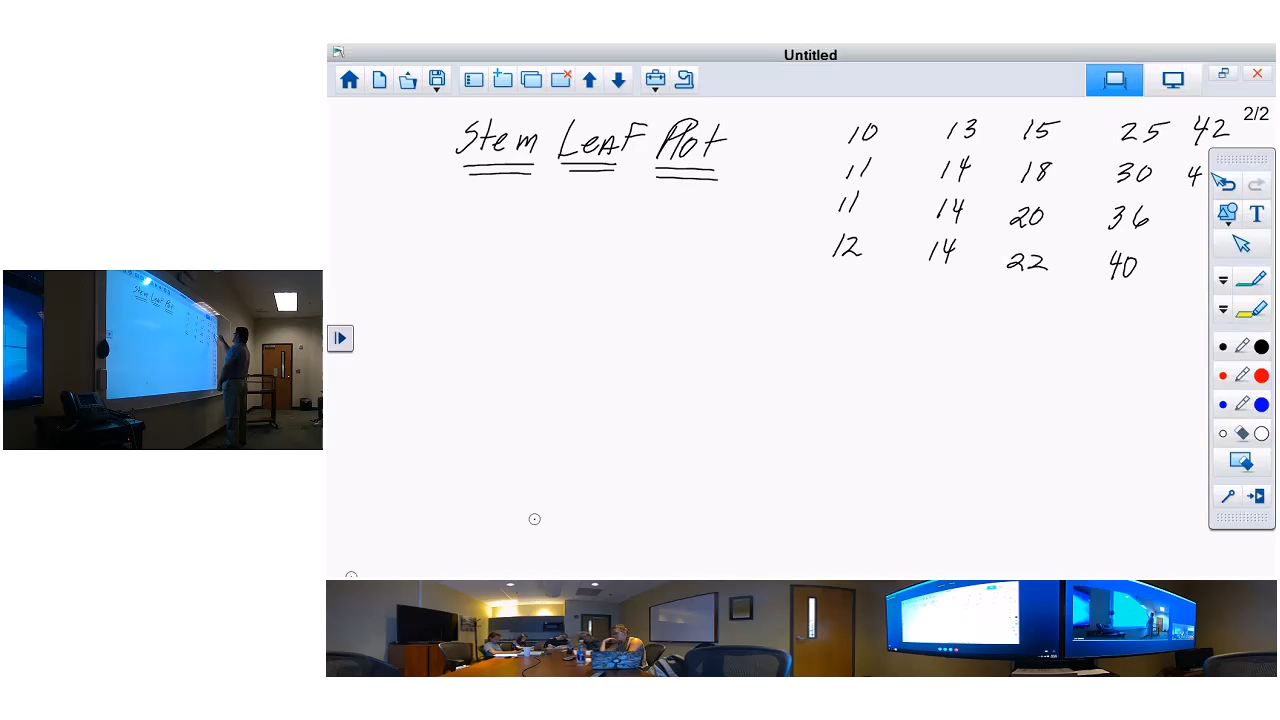 Untitled
2/2
Stem LeaF Plot
10 13 15 25 42
11 14 18 30 4
11 14 20 36
12 14 22 40
T